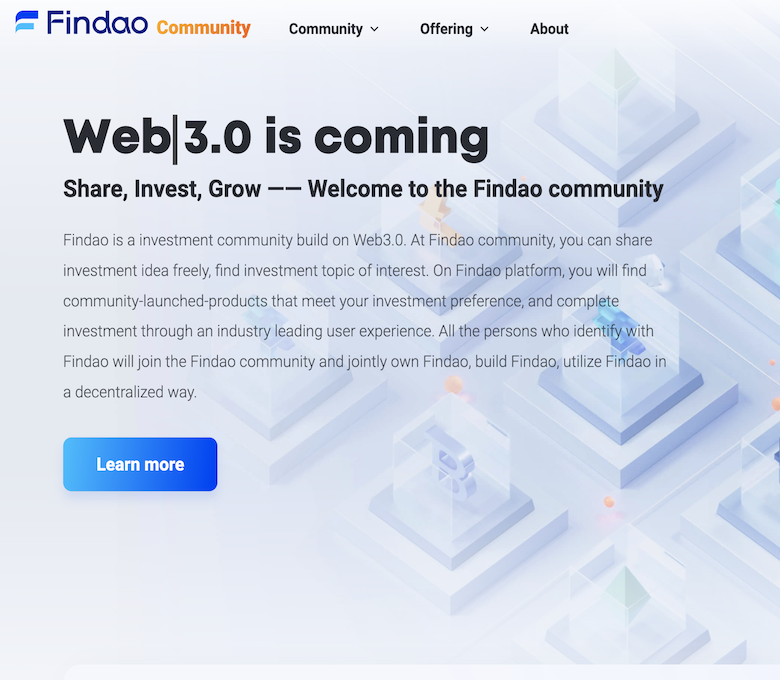 Findao Community Community Offering About
Web|3.0 is coming
Share, Invest, Grow —— Welcome to the Findao community
Findao is a investment community build on Web3.0. At Findao community, you can share
investment idea freely, find investment topic of interest. On Findao platform, you will find
community-launched-products that meet your investment preference, and complete
investment through an industry leading user experience. All the persons who identify with
Findao will join the Findao community and jointly own Findao, build Findao, utilize Findao in
a decentralized way.
Learn more